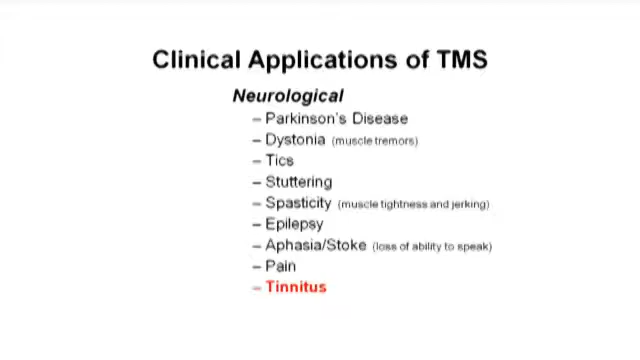 Clinical Applications of TMS
Neurological
– Parkinson's Disease
– Dystonia (muscle tremors)
– Tics
– Stuttering
– Spasticity (muscle tightness and jerking)
– Epilepsy
– Aphasia/Stoke (loss of ability to speak)
– Pain
– Tinnitus